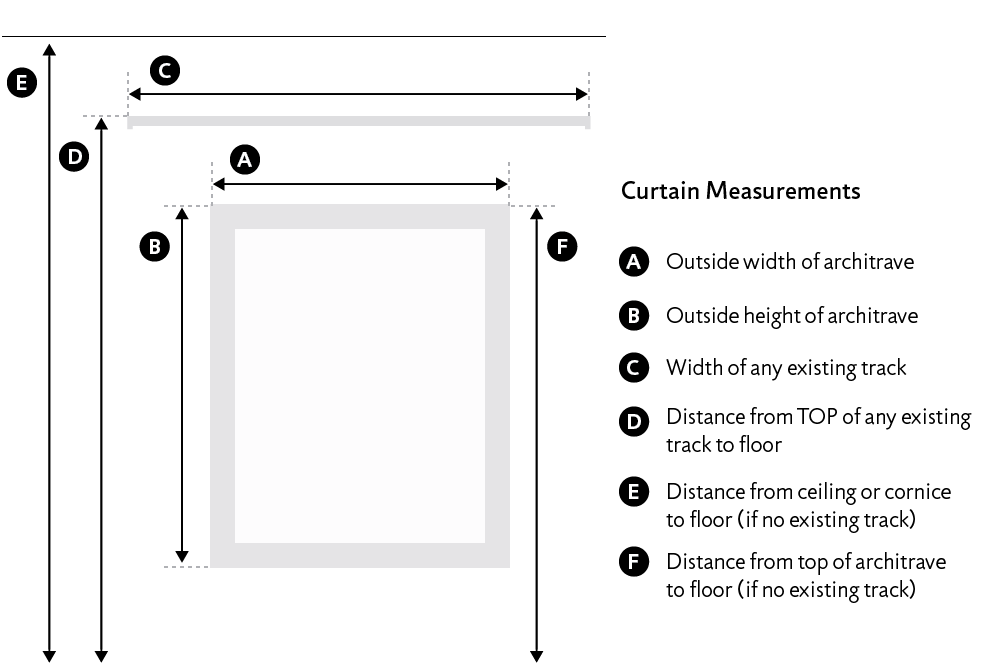 E
C
D
A
B
F
Curtain Measurements
A Outside width of architrave
B Outside height of architrave
C Width of any existing track
D Distance from TOP of any existing
track to floor
E Distance from ceiling or cornice
to floor (if no existing track)
F Distance from top of architrave
to floor (if no existing track)